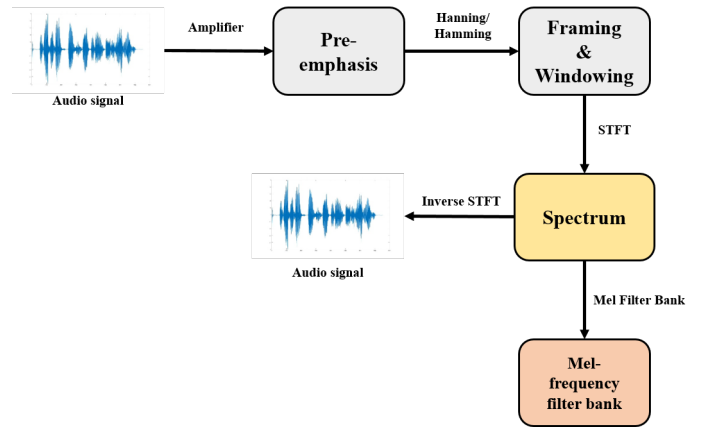 Amplifier
Hanning/
Hamming
Pre-
emphasis
Framing
&
Windowing
Audio signal
STFT
Inverse STFT
Spectrum
Audio signal
Mel Filter Bank
Mel-
frequency
filter bank